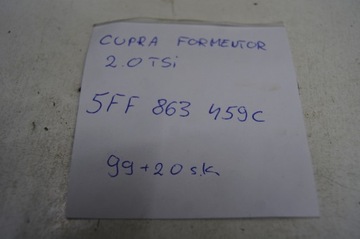 CUPRA FORMENTOR
2.0 TSi
5FF 863 459C
99+20 s.k.